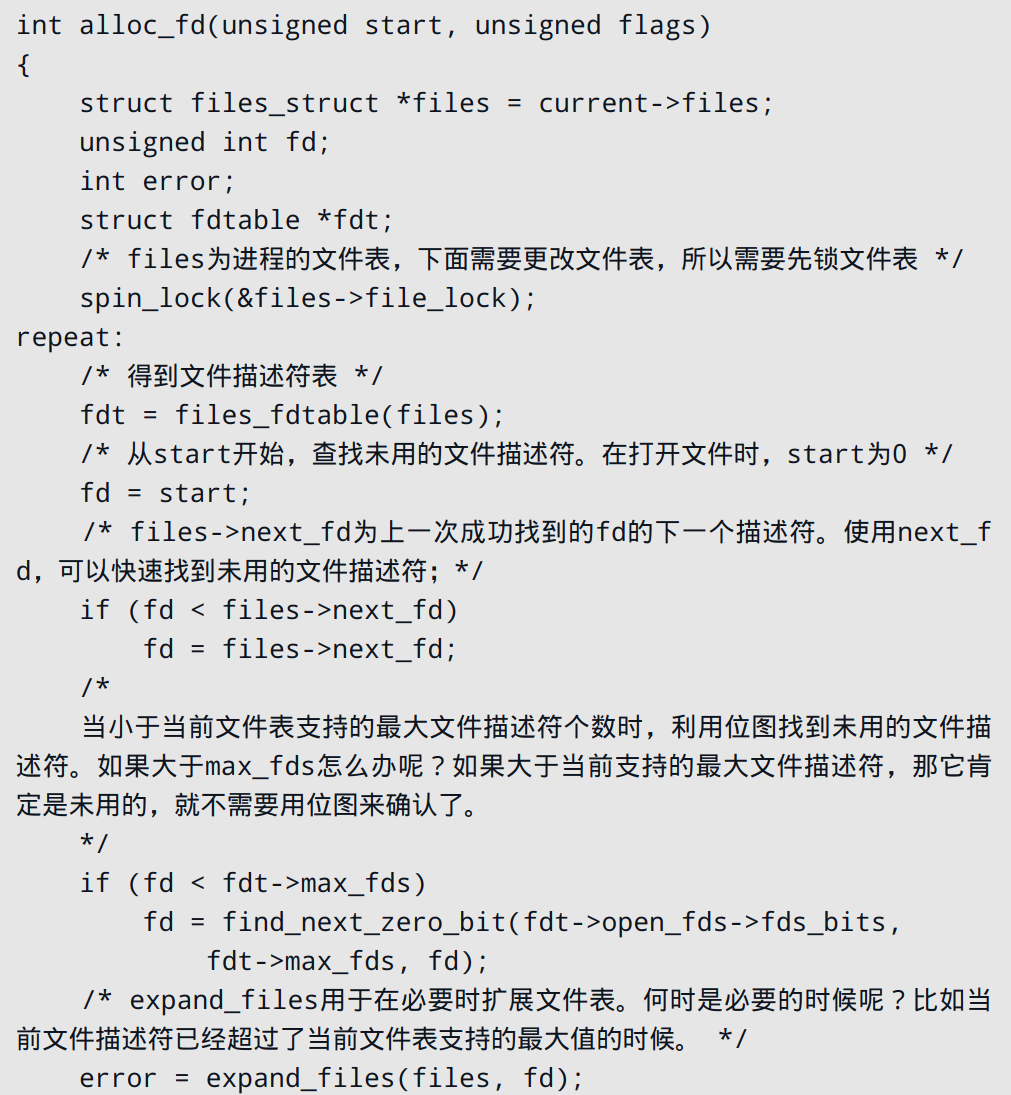 int alloc_fd(unsigned start, unsigned flags)
{
    struct files_struct *files = current->files;
    unsigned int fd;
    int error;
    struct fdtable *fdt;
    /* files为进程的文件表，下面需要更改文件表，所以需要先锁文件表 */
    spin_lock(&files->file_lock);
repeat:
    /* 得到文件描述符表 */
    fdt = files_fdtable(files);
    /* 从start开始，查找未用的文件描述符。在打开文件时，start为0 */
    fd = start;
    /* files->next_fd为上一次成功找到的fd的下一个描述符。使用next_f
d，可以快速找到未用的文件描述符；*/
    if (fd < files->next_fd)
        fd = files->next_fd;
    /*
    当小于当前文件表支持的最大文件描述符个数时，利用位图找到未用的文件描
述符。如果大于max_fds怎么办呢？如果大于当前支持的最大文件描述符，那它肯
定是未用的，就不需要用位图来确认了。
    */
    if (fd < fdt->max_fds)
        fd = find_next_zero_bit(fdt->open_fds->fds_bits,
            fdt->max_fds, fd);
    /* expand_files用于在必要时扩展文件表。何时是必要的时候呢？比如当
前文件描述符已经超过了当前文件表支持的最大值的时候。 */
    error = expand_files(files, fd);